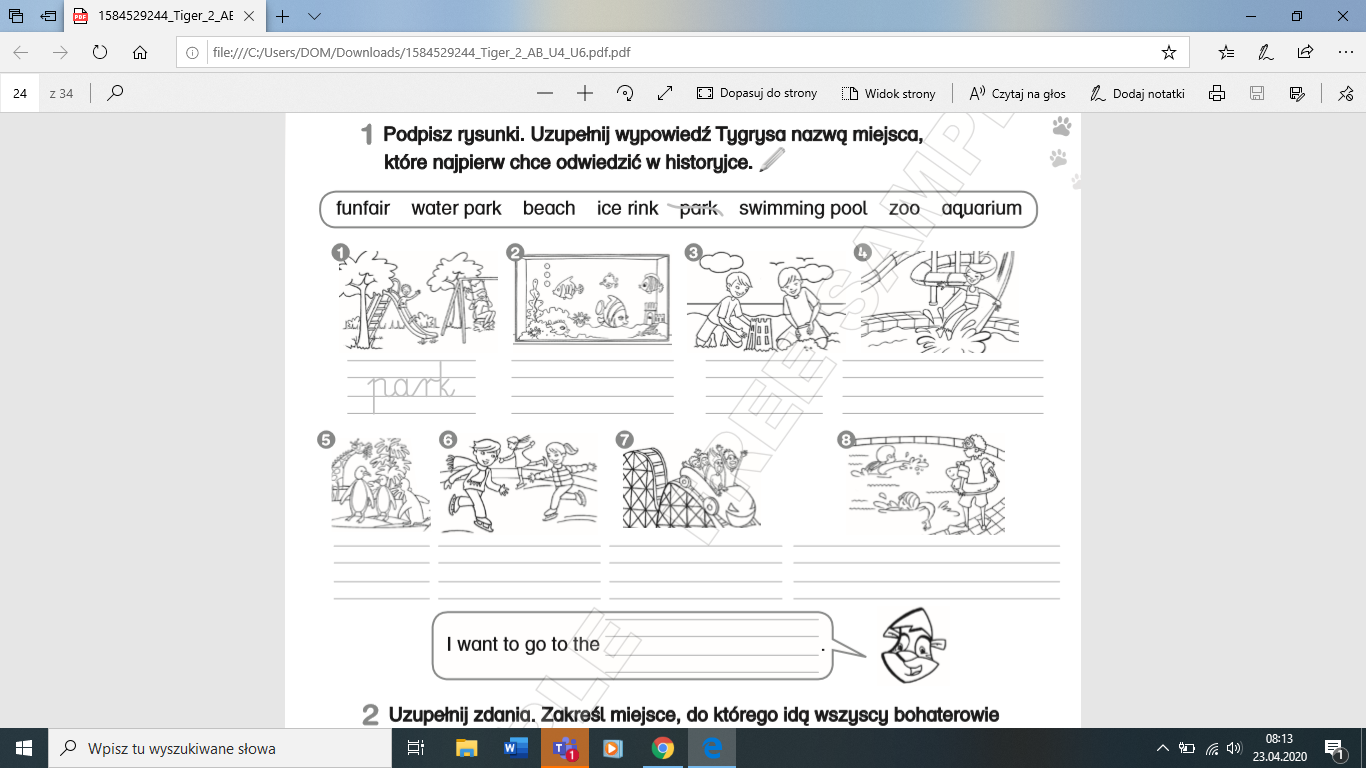 1584529244_Tiger_2_AB
file:///C:/Users/DOM/Downloads/1584529244_Tiger_2_AB_U4_U6.pdf.pdf
24 z 34 Dopasuj do strony Widok strony Czytaj na głos Dodaj notatki
1 Podpisz rysunki. Uzupełnij wypowiedź Tygrysa nazwą miejsca,
które najpierw chce odwiedzić w historyjce.
funfair water park beach ice rink park swimming pool zoo aquarium
1 2 3 4
park
5 6 7 8
I want to go to the .
2 Uzupełnij zdania. Zakreśl miejsce, do którego idą wszyscy bohaterowie
FREE SAMPLE
Wpisz tu wyszukiwane słowa
08:13
23.04.2020